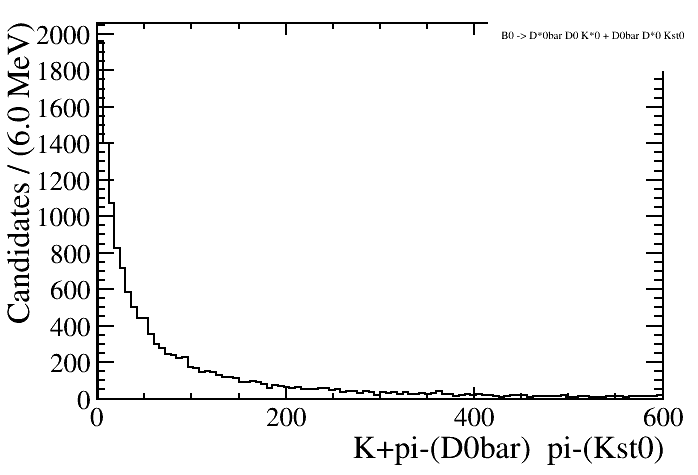 B0 -> D*0bar D0 K*0 + D0bar D*0 Kst0
Candidates / (6.0 MeV)
2000
1800
1600
1400
1200
1000
800
600
400
200
0
0 200 400 600
K+pi-(D0bar) pi-(Kst0)